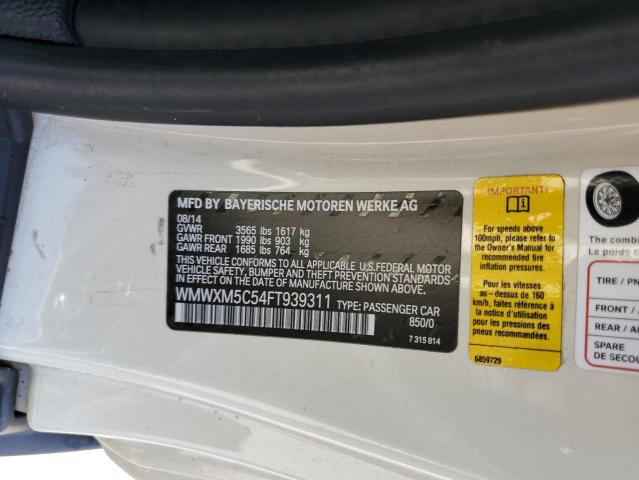 MFD BY BAYERISCHE MOTOREN WERKE AG
08/14
GVWR 3565 lbs 1617 kg
GAWR FRONT 1990 lbs 903 kg
GAWR REAR 1685 lbs 764 kg
THIS VEHICLE CONFORMS TO ALL APPLICABLE U.S.FEDERAL MOTOR
VEHICLE SAFETY, BUMPER, AND THEFT PREVENTION STANDARDS
IN EFFECT ON THE DATE OF MANUFACTURE SHOWN ABOVE.
WMWXM5C54FT939311 TYPE: PASSENGER CAR
850/0
7 315 814
IMPORTANT!
For speeds above
100mph, please refer to
the Owner's Manual for
inflation pressures.
Pour les vitesses au
-dessus de 160
km/h, faites référence à
la notice d'utilisation
pour les pressions des
pneus recommandées.
6859729
The combin
Le poids c
TIRE / PN
FRONT / A
REAR / AR
SPARE
DE SECOU